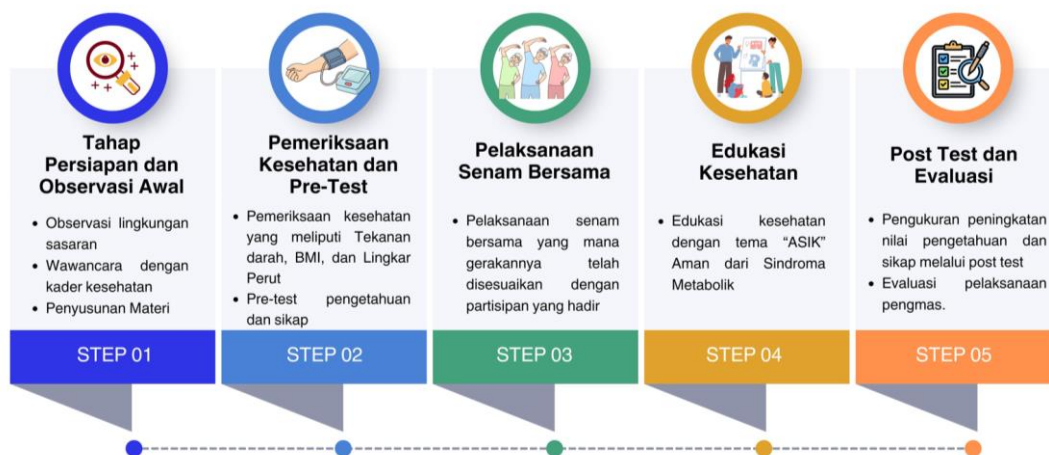 Tahap
Persiapan dan
Observasi Awal
• Observasi lingkungan
sasaran
• Wawancara dengan
kader kesehatan
• Penyusunan Materi
STEP 01
Pemeriksaan
Kesehatan dan
Pre-Test
• Pemeriksaan kesehatan
yang meliputi Tekanan
darah, BMI, dan Lingkar
Perut
• Pre-test pengetahuan
dan sikap
STEP 02
Pelaksanaan
Senam Bersama
• Pelaksanaan senam
bersama yang mana
gerakannya telah
disesuaikan dengan
partisipan yang hadir
STEP 03
Edukasi
Kesehatan
• Edukasi kesehatan
dengan tema “ASIK”
Aman dari Sindroma
Metabolik
STEP 04
Post Test dan
Evaluasi
• Pengukuran peningkatan
nilai pengetahuan dan
sikap melalui post test
• Evaluasi pelaksanaan
pengmas.
STEP 05